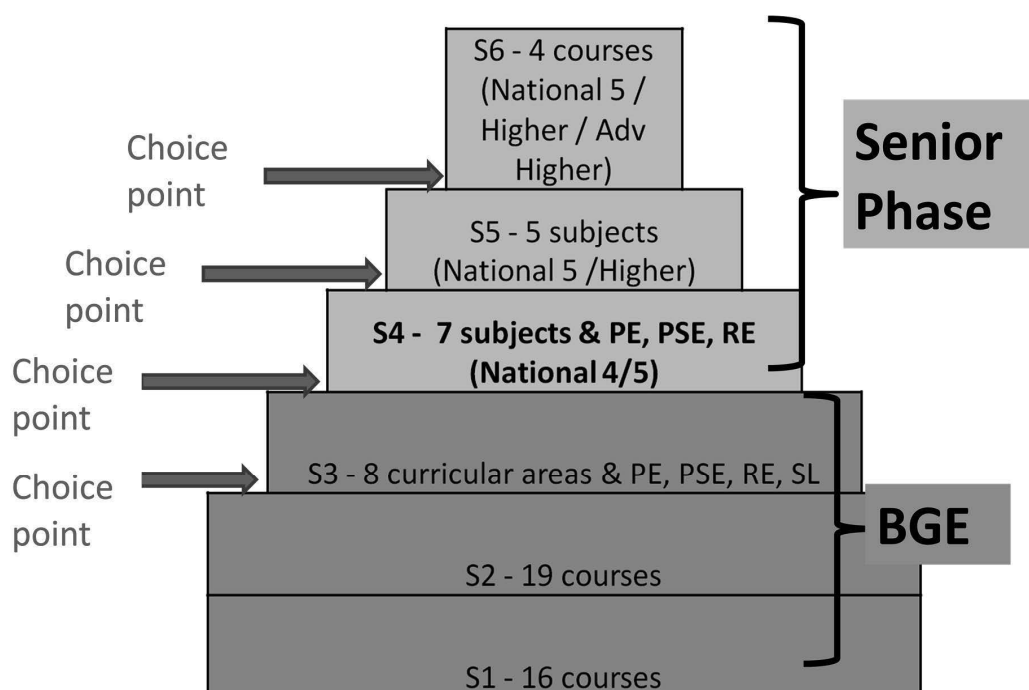 S6 - 4 courses
(National 5 /
Higher / Adv
Higher)
Senior
Phase
Choice
point
S5 - 5 subjects
(National 5 /Higher)
Choice
point
S4 -  7 subjects & PE, PSE, RE
(National 4/5)
Choice
point
S3 - 8 curricular areas & PE, PSE, RE, SL
Choice
point
BGE
S2 - 19 courses
S1 - 16 courses